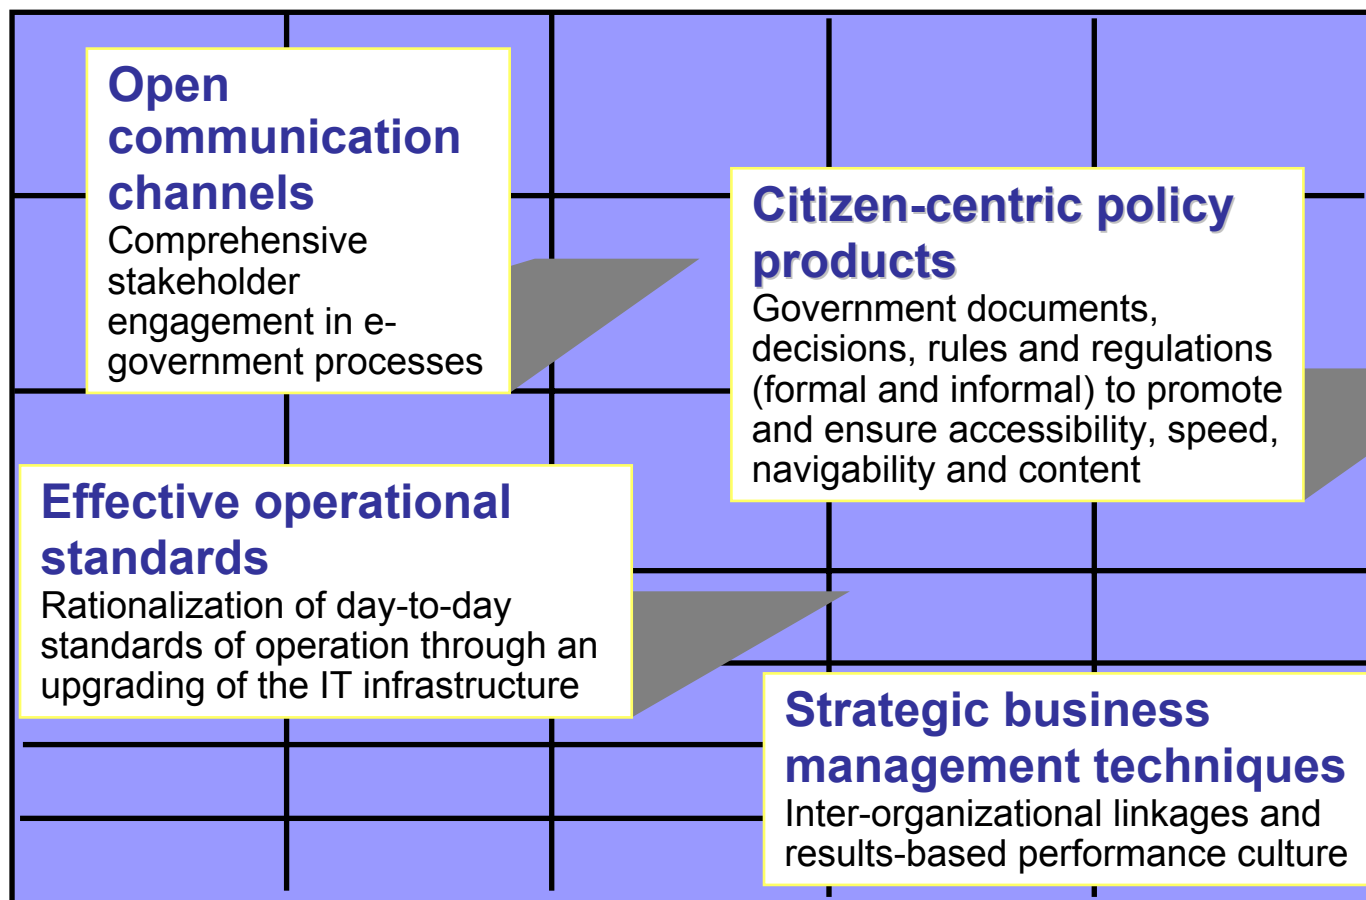 Open
communication
channels
Comprehensive
stakeholder
engagement in e-
government processes
Citizen-centric policy
products
Government documents,
decisions, rules and regulations
(formal and informal) to promote
and ensure accessibility, speed,
navigability and content
Effective operational
standards
Rationalization of day-to-day
standards of operation through an
upgrading of the IT infrastructure
Strategic business
management techniques
Inter-organizational linkages and
results-based performance culture